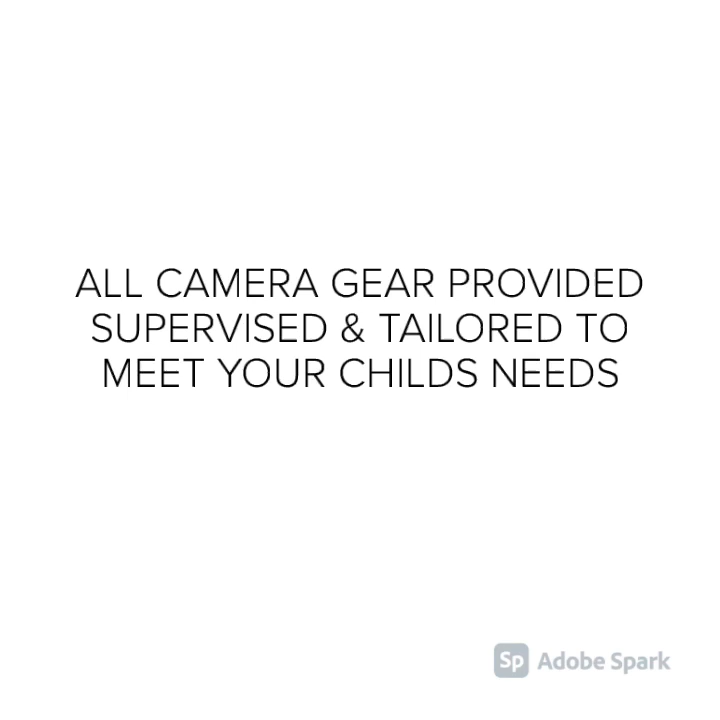 ALL CAMERA GEAR PROVIDED
SUPERVISED & TAILORED TO
MEET YOUR CHILDS NEEDS
Sp Adobe Spark